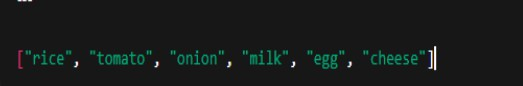 ["rice", "tomato", "onion", "milk", "egg", "cheese"]